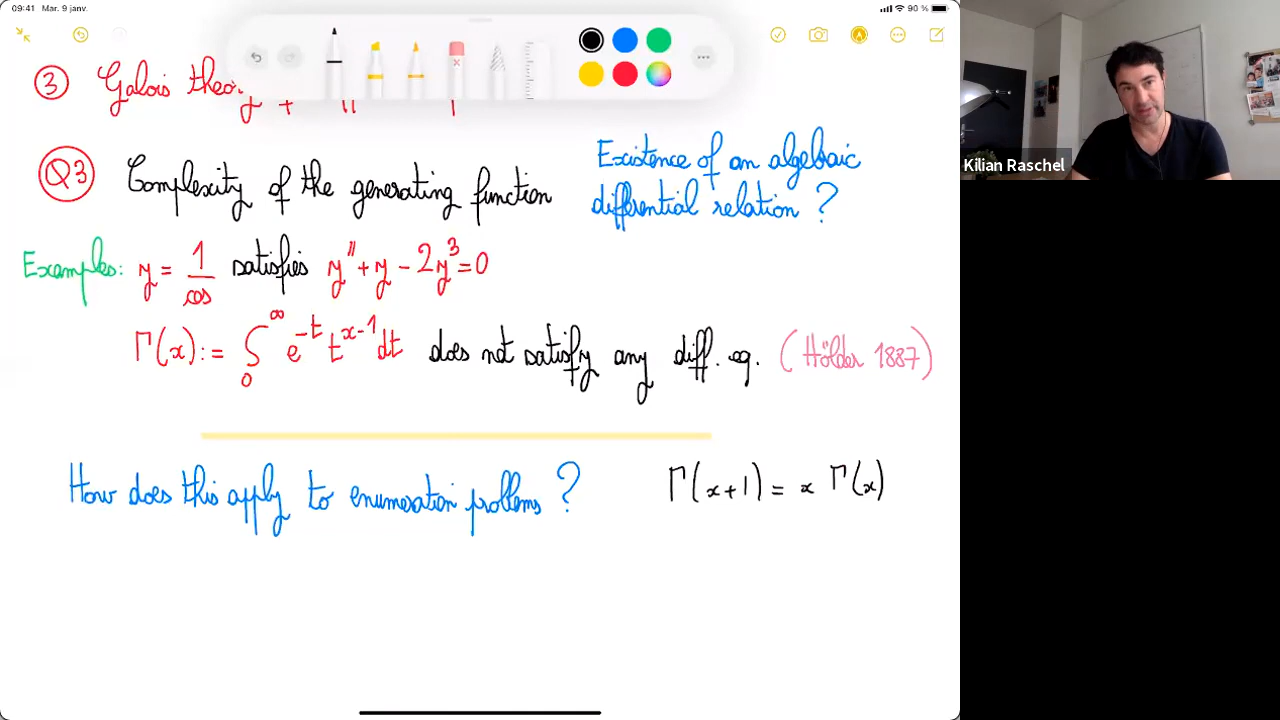 09:41 Mar. 9 janv.
90 %
③ Galois theory +
Q3 Complexity of the generating function
Existence of an algebraic
differential relation ?
Examples: y = 1/cos satisfies y'' + y - 2y³ = 0
Γ(x) := ∫₀^∞ e^{-t} t^{x-1} dt does not satisfy any diff. eq. (Hölder 1887)
How does this apply to enumeration problems ?
Γ(x+1) = x Γ(x)
Kilian Raschel